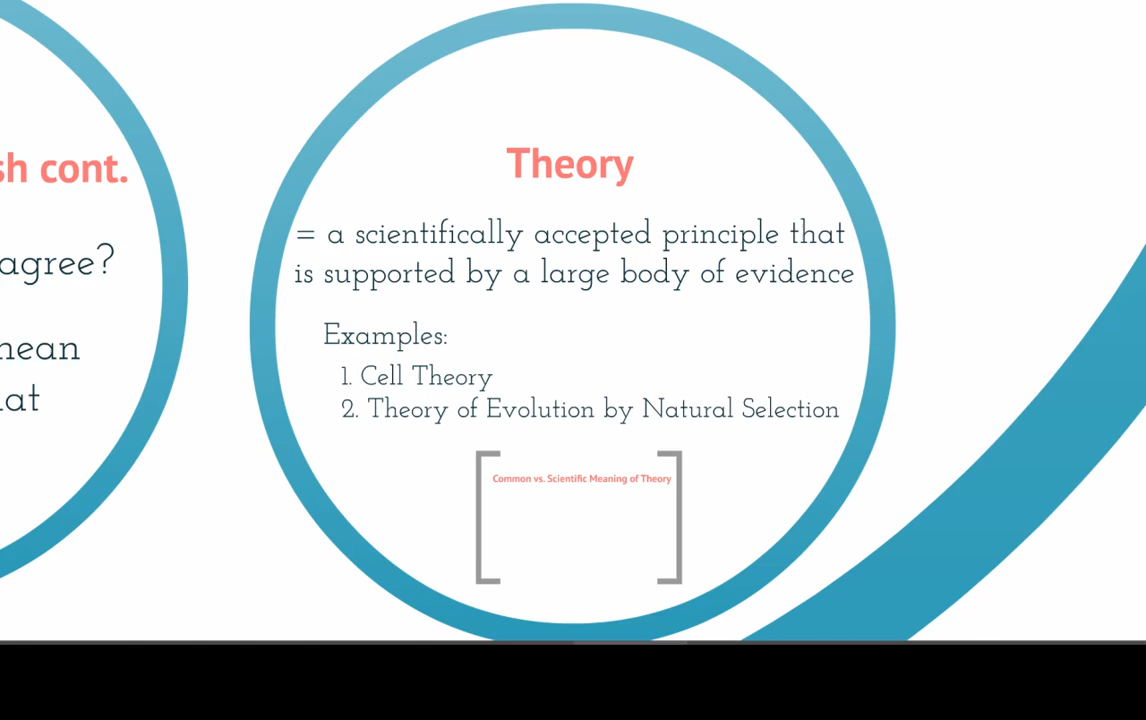 sh cont.
agree?
mean
at
Theory
= a scientifically accepted principle that
is supported by a large body of evidence
Examples:
1. Cell Theory
2. Theory of Evolution by Natural Selection
Common vs. Scientific Meaning of Theory